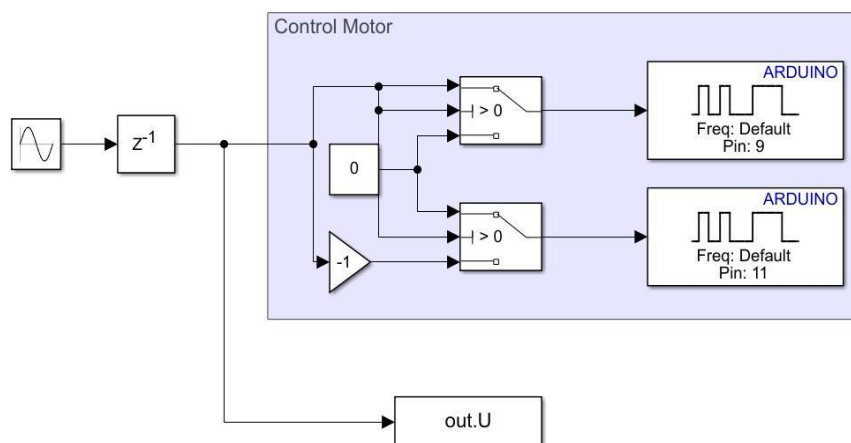 Control Motor
ARDUINO
> 0
Freq: Default
Pin: 9
Z-1
0
ARDUINO
> 0
Freq: Default
Pin: 11
-1
out.U